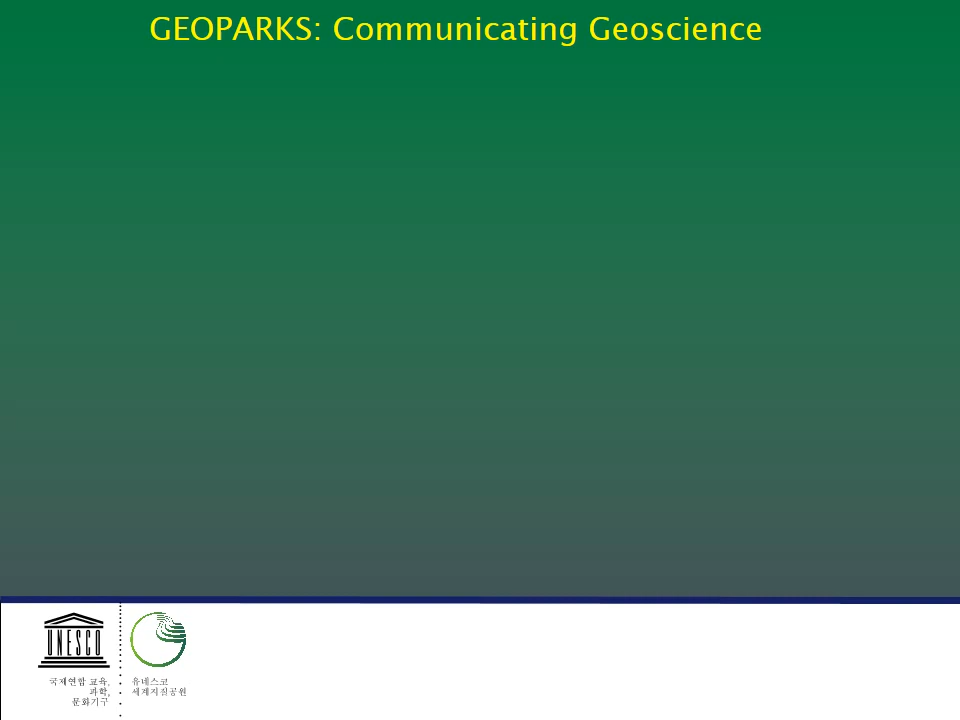 GEOPARKS: Communicating Geoscience
UNESCO
국제연합 교육,
과학,
문화기구
유네스코
세계지질공원